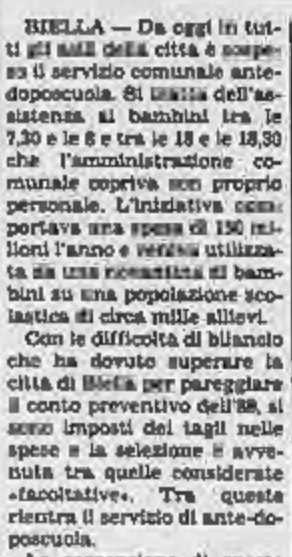 BIELLA — Da oggi in tut-
ti gli asili della città è sospe-
so il servizio comunale ante-
doposcuola. Si tratta dell'as-
sistenza ai bambini tra le
7,30 e le 8 e tra le 16 e le 18,30
che l'amministrazione co-
munale copriva con proprio
personale. L'iniziativa com-
portava una spesa di 150 mi-
lioni l'anno e veniva utilizza-
ta da una novantina di bam-
bini su una popolazione sco-
lastica di circa mille allievi.
Con le difficoltà di bilancio
che ha dovuto superare la
città di Biella per pareggiare
il conto preventivo dell'88, si
sono imposti dei tagli nelle
spese e la selezione è avve-
nuta tra quelle considerate
«facoltative». Tra queste
rientra il servizio di ante-do-
poscuola.